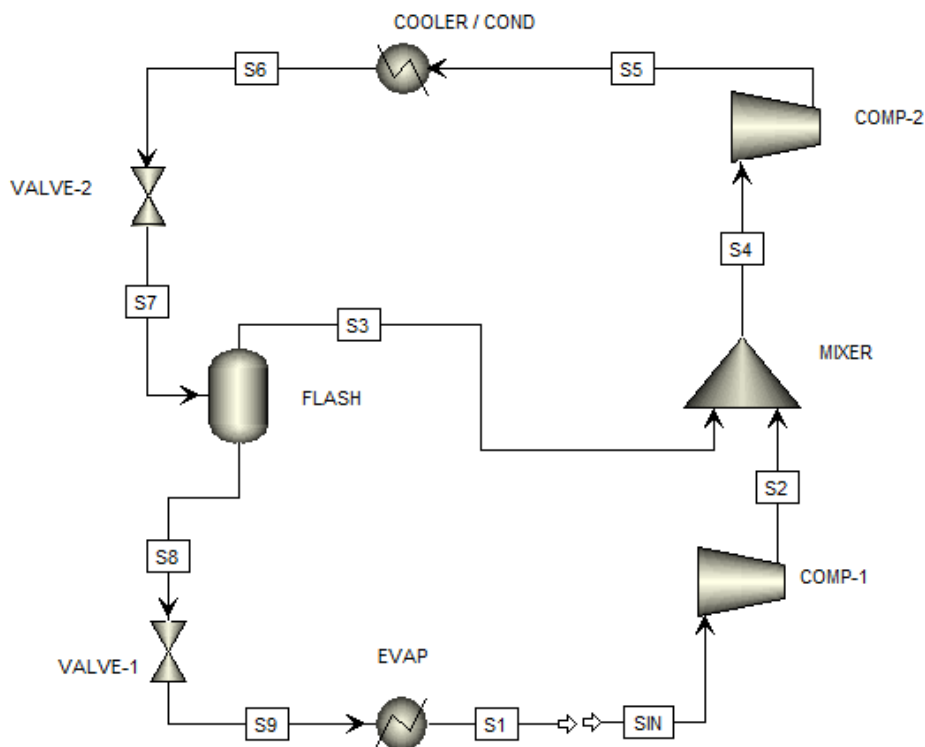 COOLER / COND
S6
S5
COMP-2
VALVE-2
S4
S7
S3
MIXER
FLASH
S2
S8
COMP-1
EVAP
VALVE-1
S9
S1
SIN